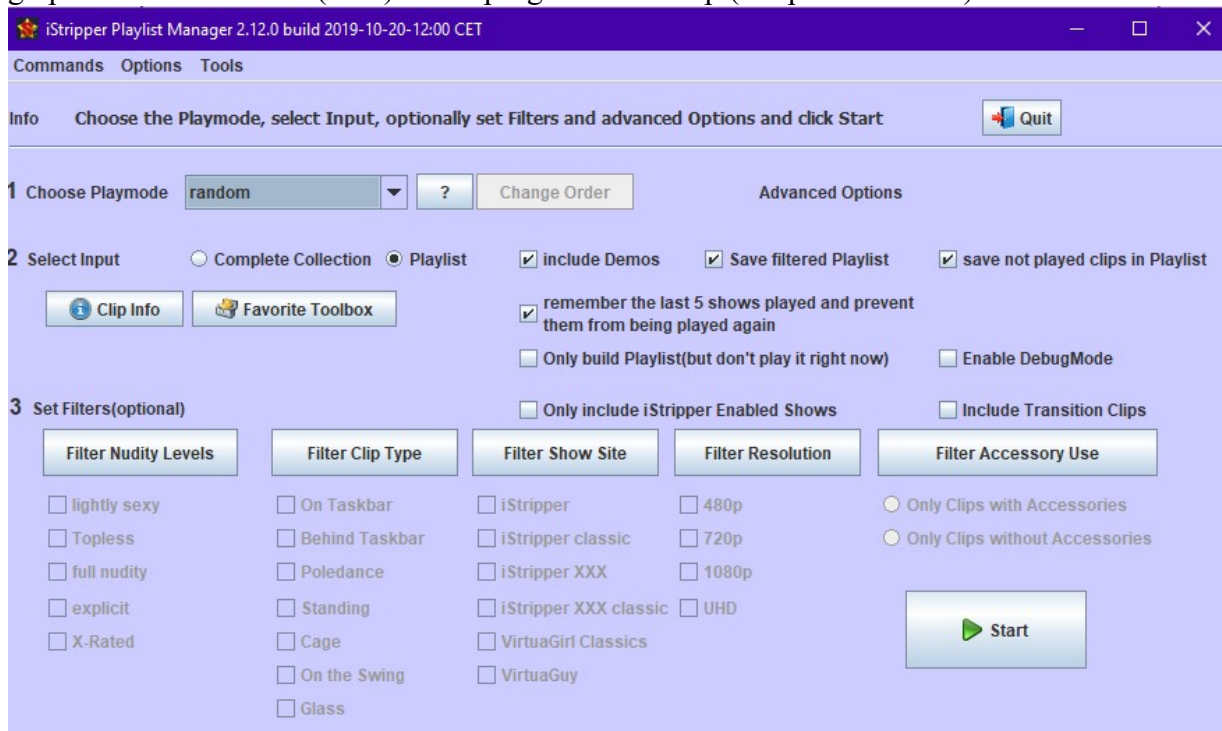 iStripper Playlist Manager 2.12.0 build 2019-10-20-12:00 CET
Commands Options Tools
Info Choose the Playmode, select Input, optionally set Filters and advanced Options and click Start Quit
1 Choose Playmode random ? Change Order Advanced Options
2 Select Input Complete Collection Playlist include Demos Save filtered Playlist save not played clips in Playlist
Clip Info Favorite Toolbox remember the last 5 shows played and prevent
them from being played again
Only build Playlist(but don't play it right now) Enable DebugMode
3 Set Filters(optional) Only include iStripper Enabled Shows Include Transition Clips
Filter Nudity Levels Filter Clip Type Filter Show Site Filter Resolution Filter Accessory Use
lightly sexy On Taskbar iStripper 480p Only Clips with Accessories
Topless Behind Taskbar iStripper classic 720p Only Clips without Accessories
full nudity Poledance iStripper XXX 1080p
explicit Standing iStripper XXX classic UHD
X-Rated Cage VirtuaGirl Classics Start
On the Swing VirtuaGuy
Glass